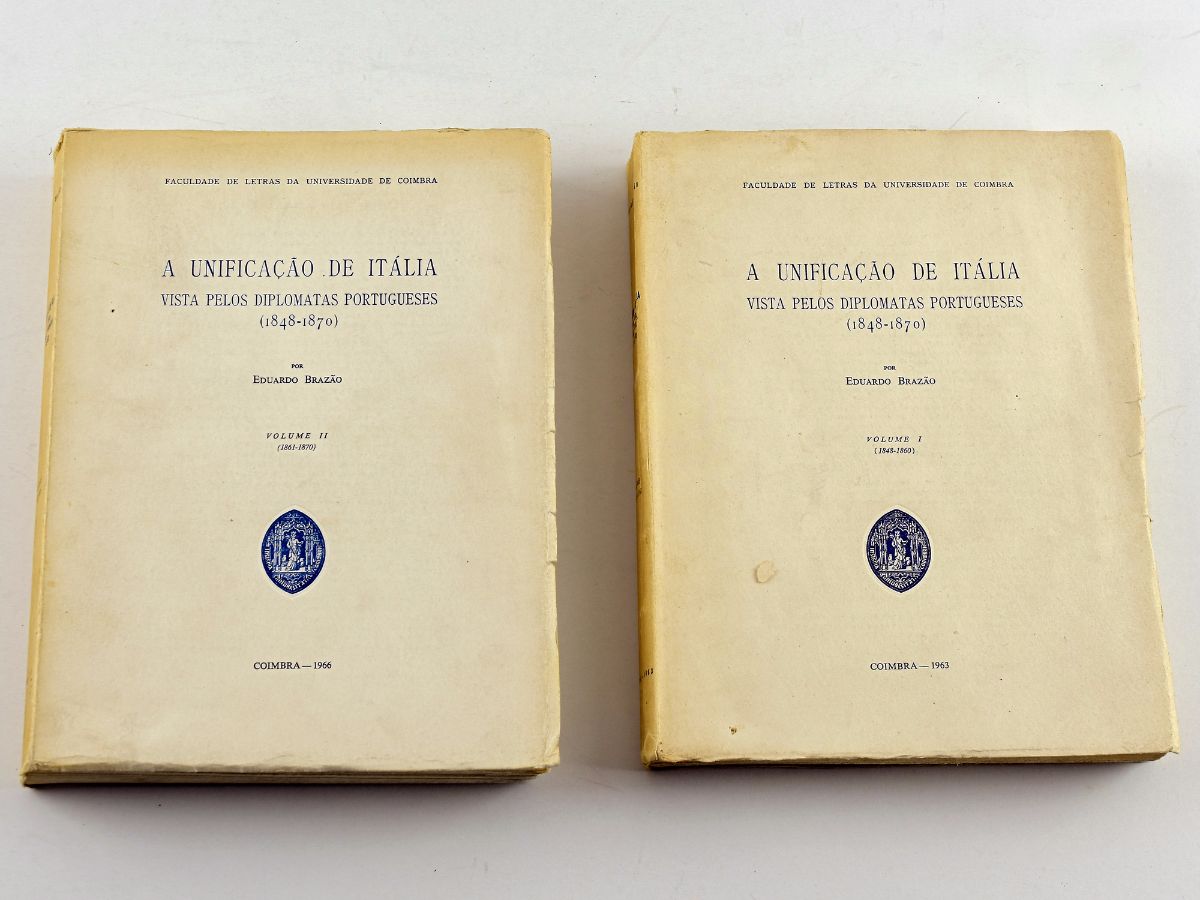 FACULDADE DE LETRAS DA UNIVERSIDADE DE COIMBRA
A UNIFICAÇÃO DE ITÁLIA
VISTA PELOS DIPLOMATAS PORTUGUESES
(1848-1870)
POR
EDUARDO BRAZÃO
VOLUME II
(1861-1870)
COIMBRA — 1966
FACULDADE DE LETRAS DA UNIVERSIDADE DE COIMBRA
A UNIFICAÇÃO DE ITÁLIA
VISTA PELOS DIPLOMATAS PORTUGUESES
(1848-1870)
POR
EDUARDO BRAZÃO
VOLUME I
(1848-1860)
COIMBRA — 1963